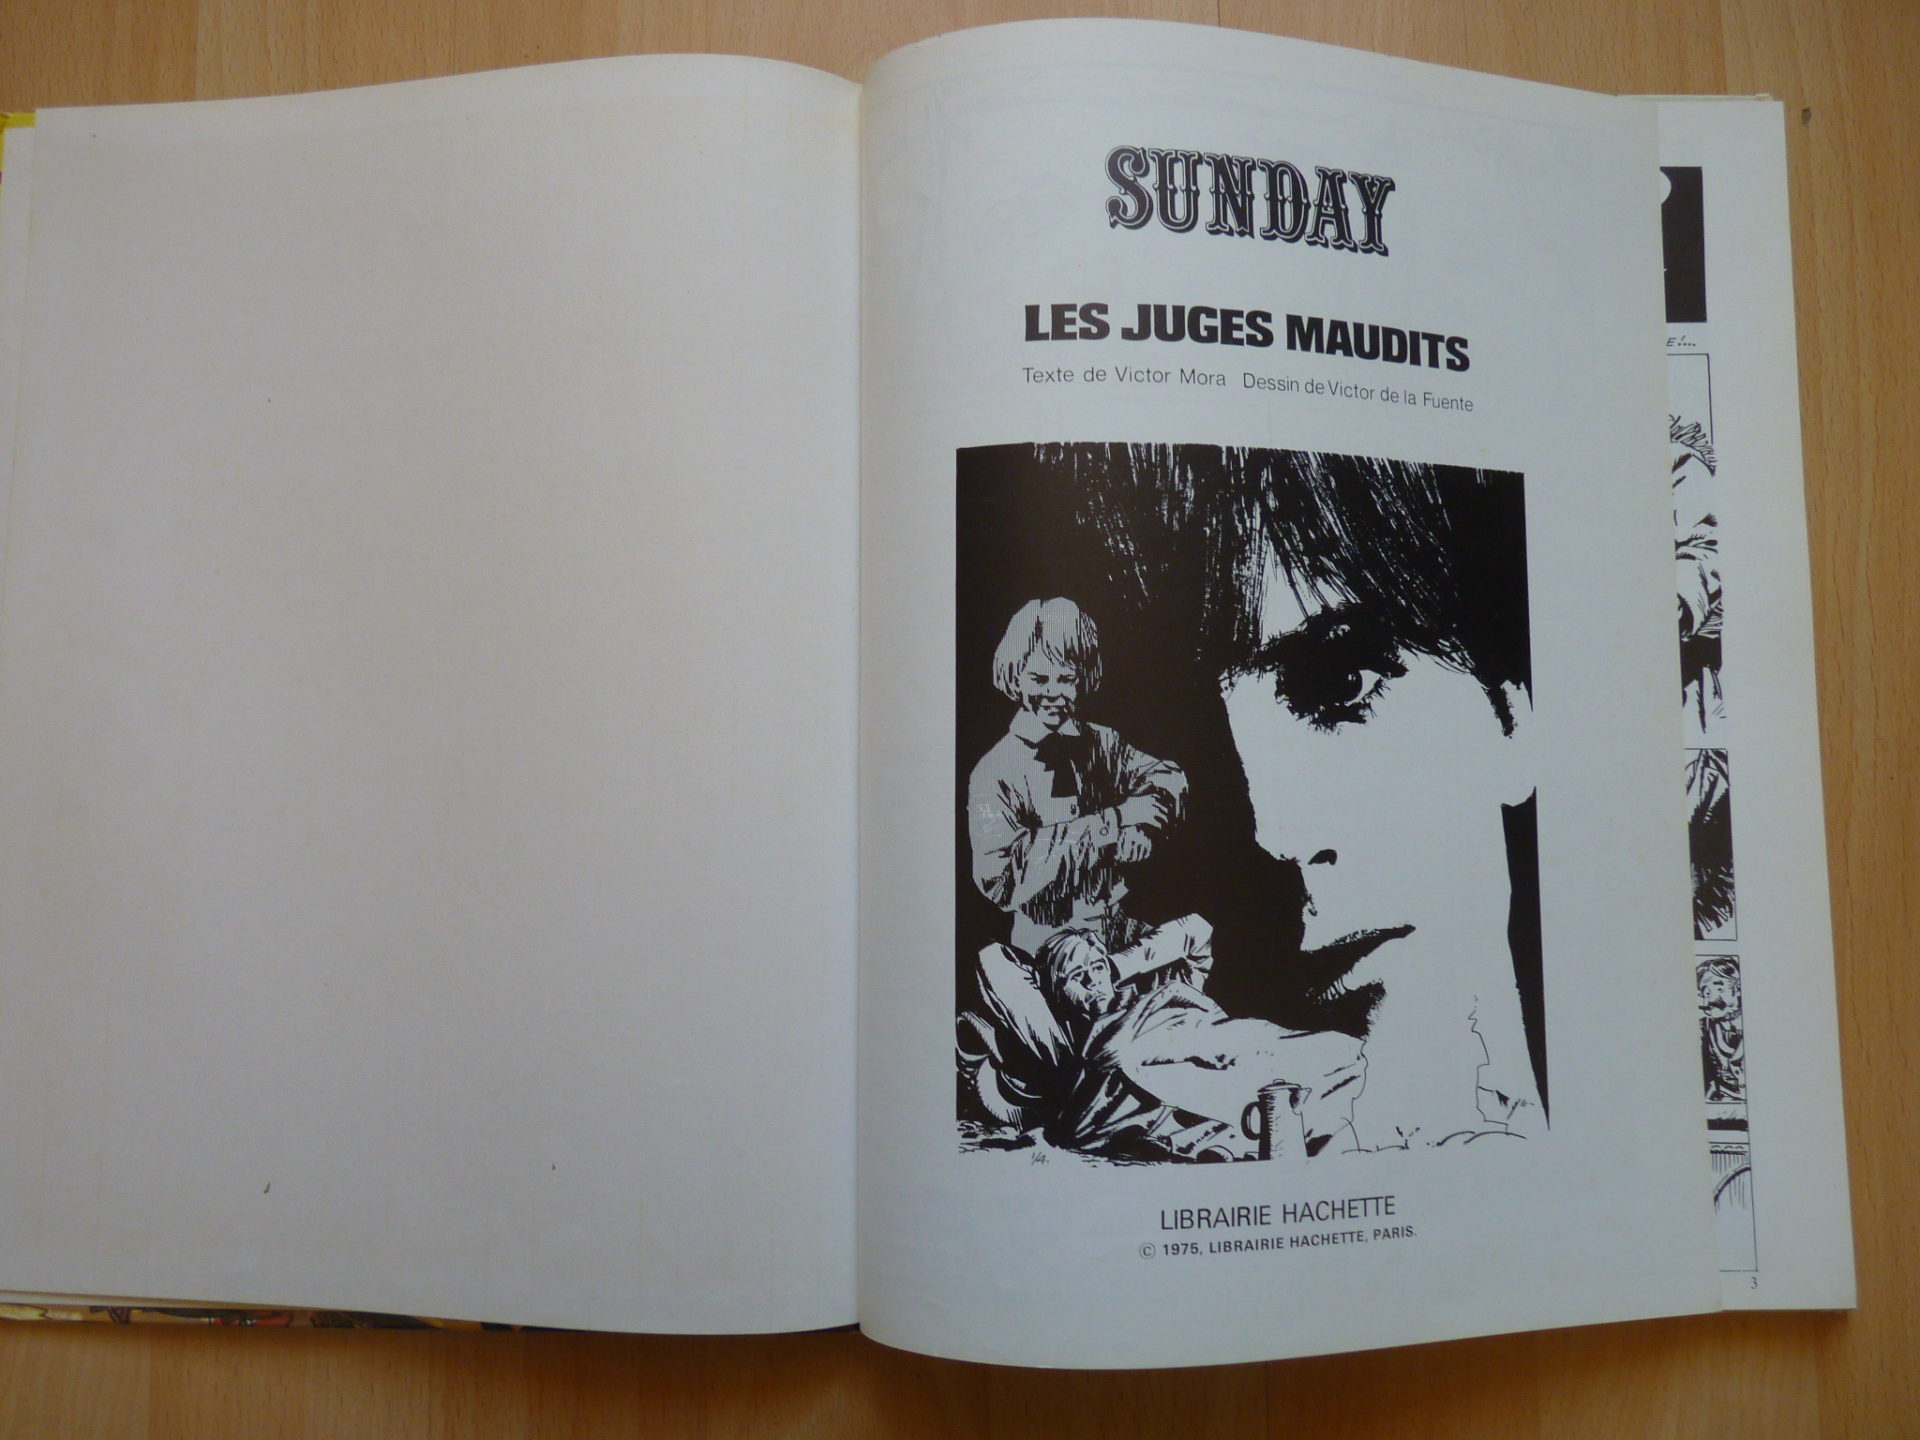 SUNDAY
LES JUGES MAUDITS
Texte de Victor Mora Dessin de Victor de la Fuente
LIBRAIRIE HACHETTE
© 1975, LIBRAIRIE HACHETTE, PARIS.
E!...
3